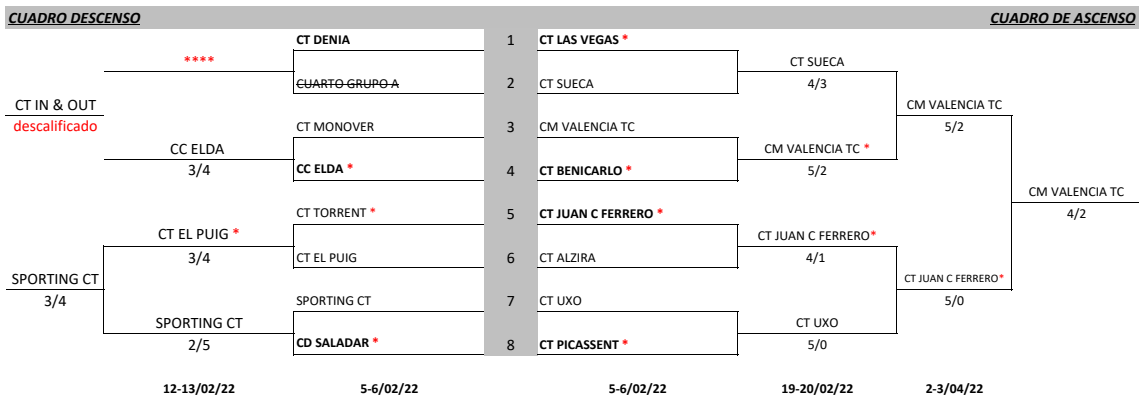 CUADRO DESCENSO CUADRO DE ASCENSO
CT DENIA 1 CT LAS VEGAS *
**** CT SUECA
CUARTO GRUPO A 2 CT SUECA 4/3
CT IN & OUT CM VALENCIA TC
descalificado CT MONOVER 3 CM VALENCIA TC 5/2
CC ELDA CM VALENCIA TC *
3/4 CC ELDA * 4 CT BENICARLO * 5/2
CM VALENCIA TC
CT TORRENT * 5 CT JUAN C FERRERO * 4/2
CT EL PUIG * CT JUAN C FERRERO*
3/4 CT EL PUIG 6 CT ALZIRA 4/1
SPORTING CT CT JUAN C FERRERO*
3/4 SPORTING CT 7 CT UXO 5/0
SPORTING CT CT UXO
2/5 CD SALADAR * 8 CT PICASSENT * 5/0
12-13/02/22 5-6/02/22 5-6/02/22 19-20/02/22 2-3/04/22